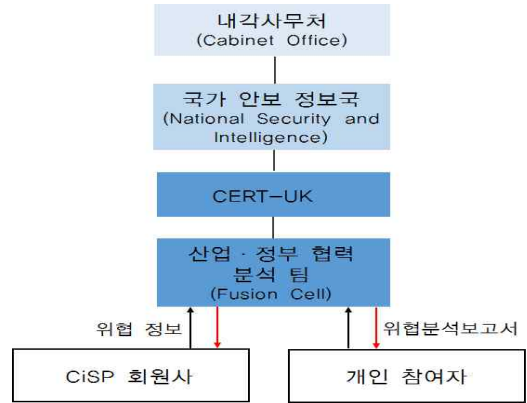 내각사무처
(Cabinet Office)
국가 안보 정보국
(National Security and
Intelligence)
CERT-UK
산업·정부 협력
분석 팀
(Fusion Cell)
위협 정보
위협분석보고서
CiSP 회원사
개인 참여자